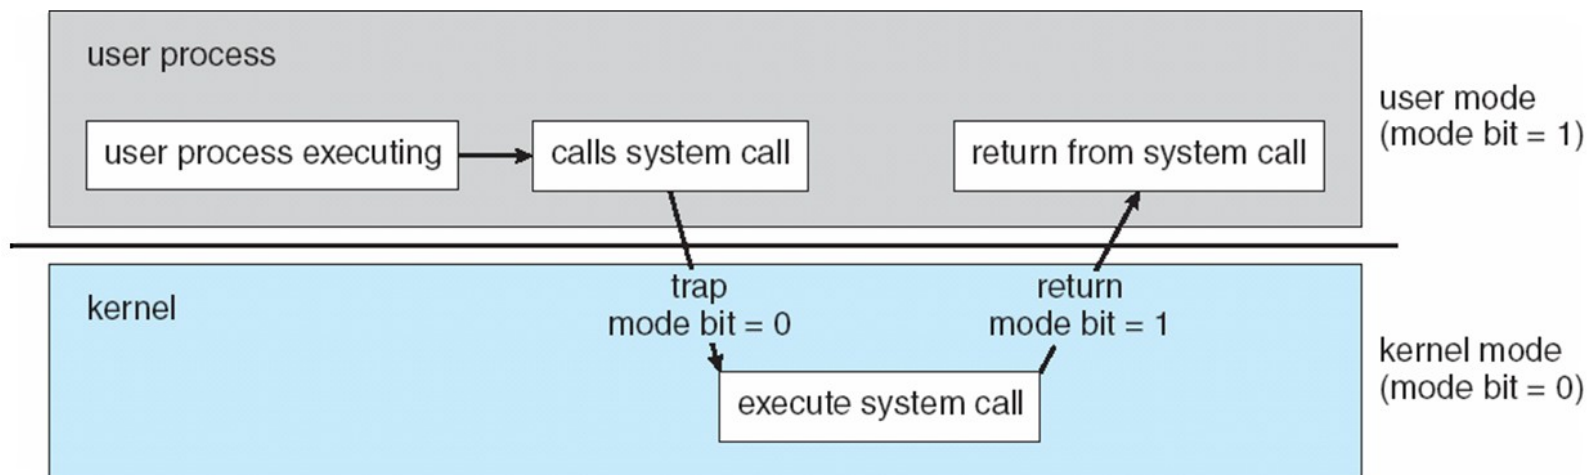 user process
user process executing
calls system call
return from system call
user mode
(mode bit = 1)
kernel
trap
mode bit = 0
return
mode bit = 1
execute system call
kernel mode
(mode bit = 0)